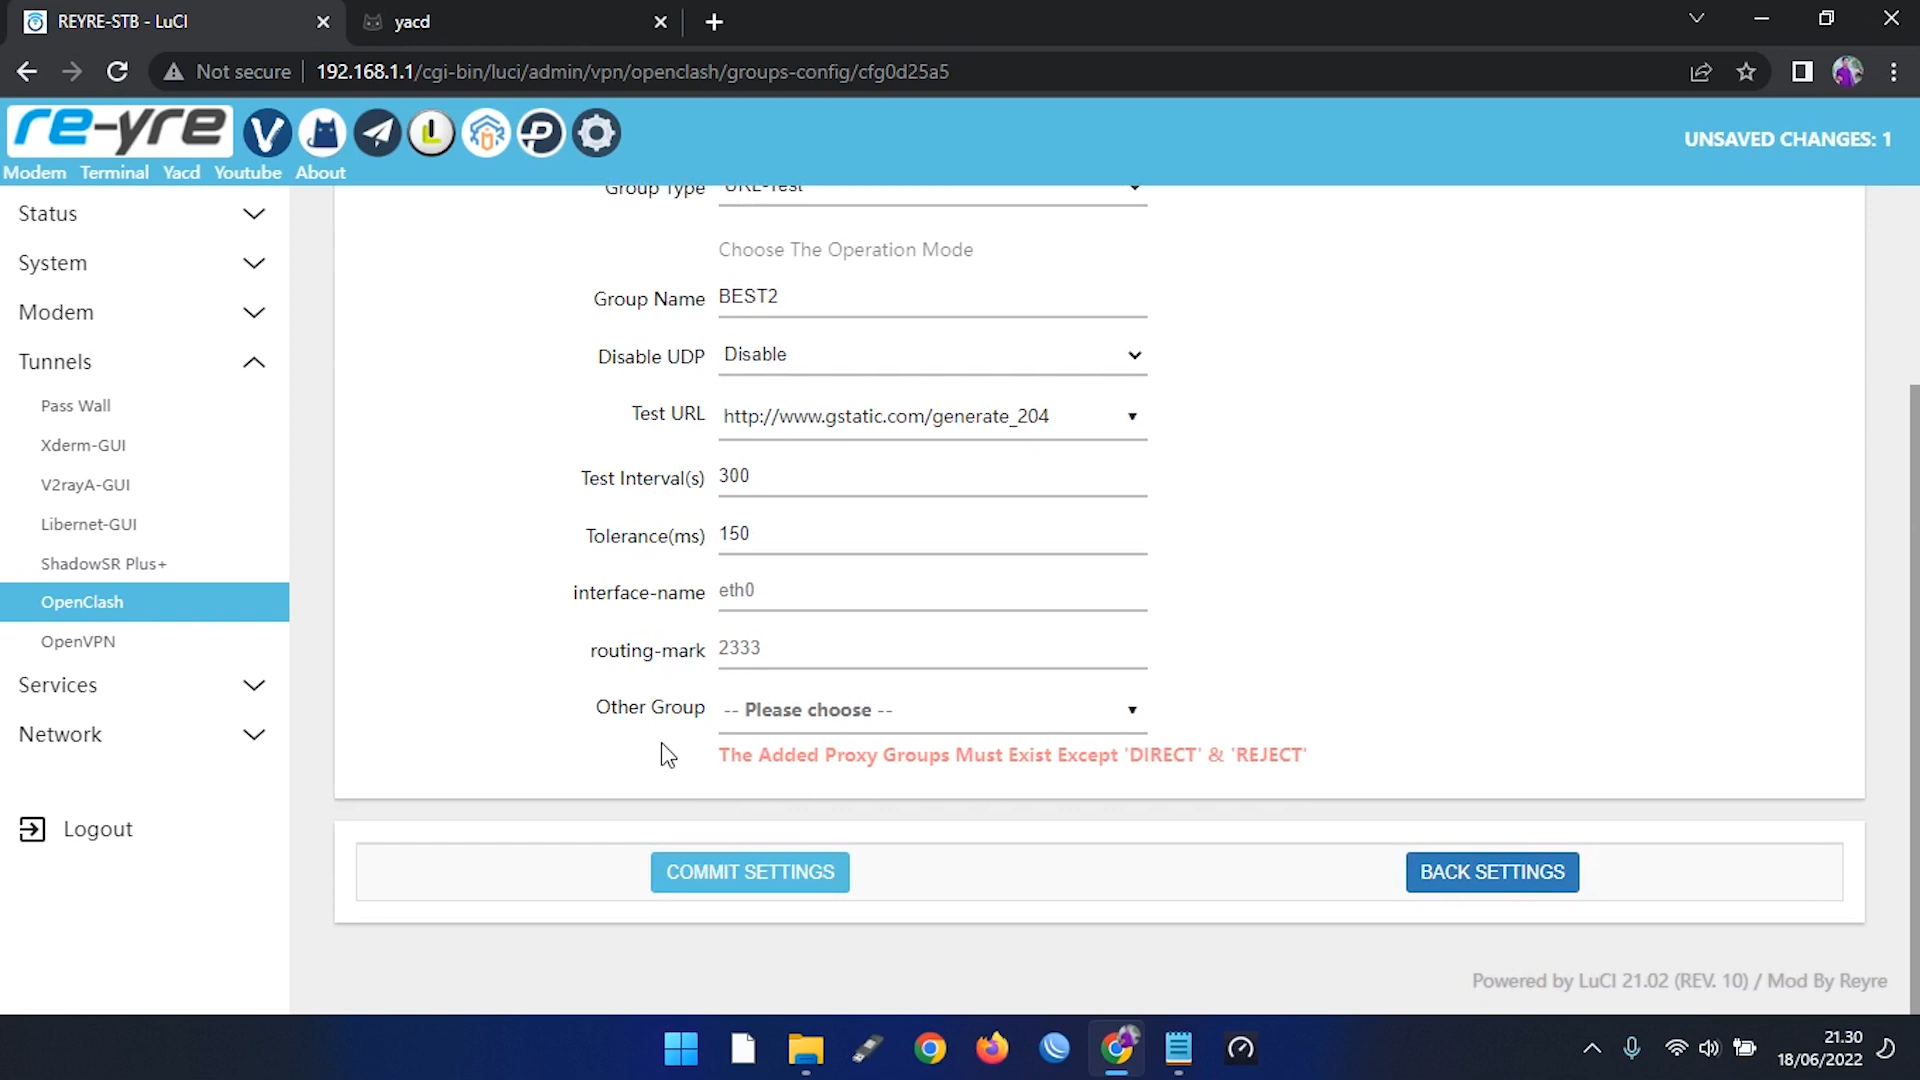 REYRE-STB - LuCI
yacd
Not secure
192.168.1.1/cgi-bin/luci/admin/vpn/openclash/groups-config/cfg0d25a5
re-yre
UNSAVED CHANGES: 1
Modem Terminal Yacd Youtube About
Status
System
Modem
Tunnels
Pass Wall
Xderm-GUI
V2rayA-GUI
Libernet-GUI
ShadowSR Plus+
OpenClash
OpenVPN
Services
Network
Logout
Group Type URL-Test
Choose The Operation Mode
Group Name BEST2
Disable UDP Disable
Test URL http://www.gstatic.com/generate_204
Test Interval(s) 300
Tolerance(ms) 150
interface-name eth0
routing-mark 2333
Other Group -- Please choose --
The Added Proxy Groups Must Exist Except 'DIRECT' & 'REJECT'
COMMIT SETTINGS
BACK SETTINGS
Powered by LuCI 21.02 (REV. 10) / Mod By Reyre
21.30
18/06/2022